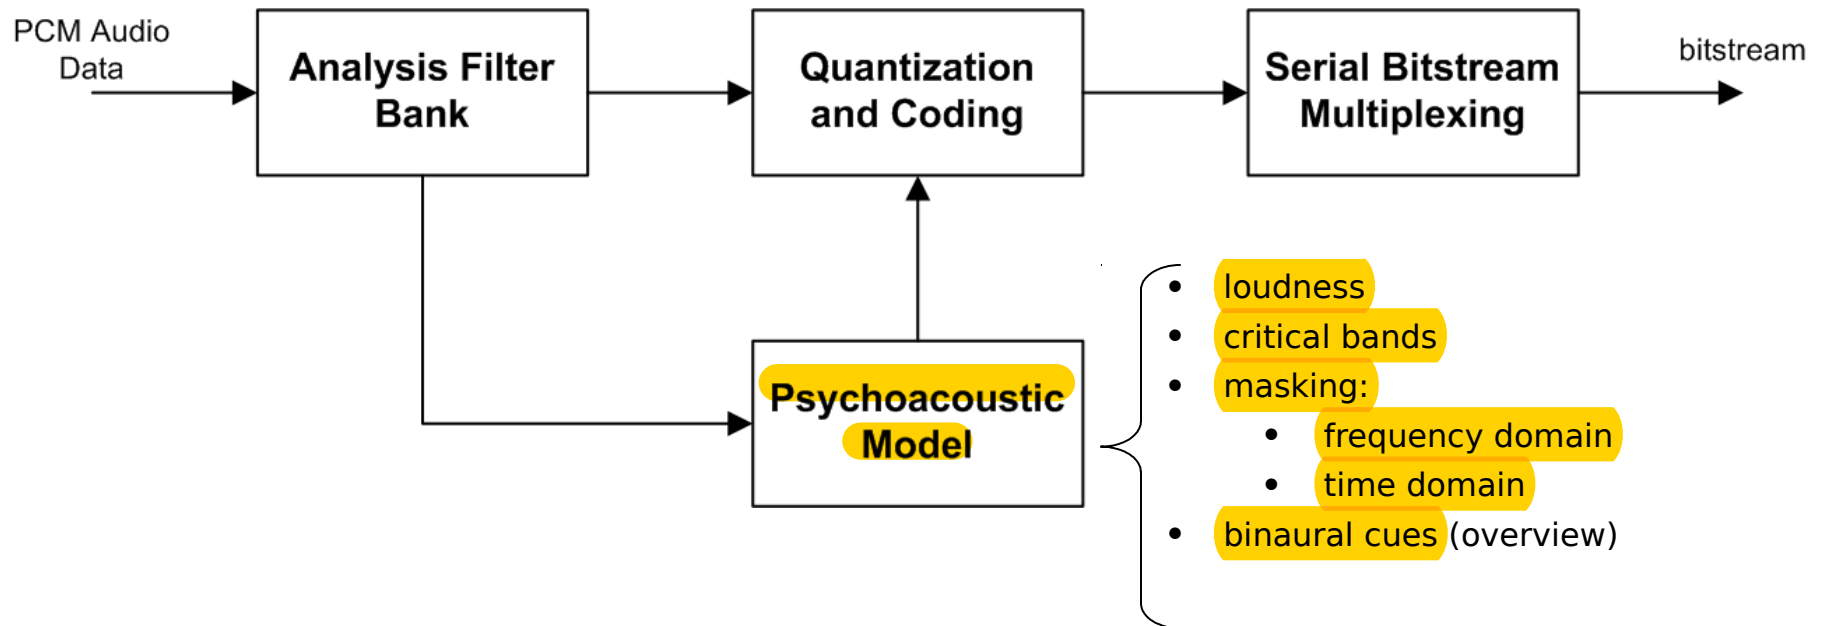 PCM Audio
Data
Analysis Filter
Bank
Quantization
and Coding
Serial Bitstream
Multiplexing
bitstream
Psychoacoustic
Model
• loudness
• critical bands
• masking:
• frequency domain
• time domain
• binaural cues (overview)